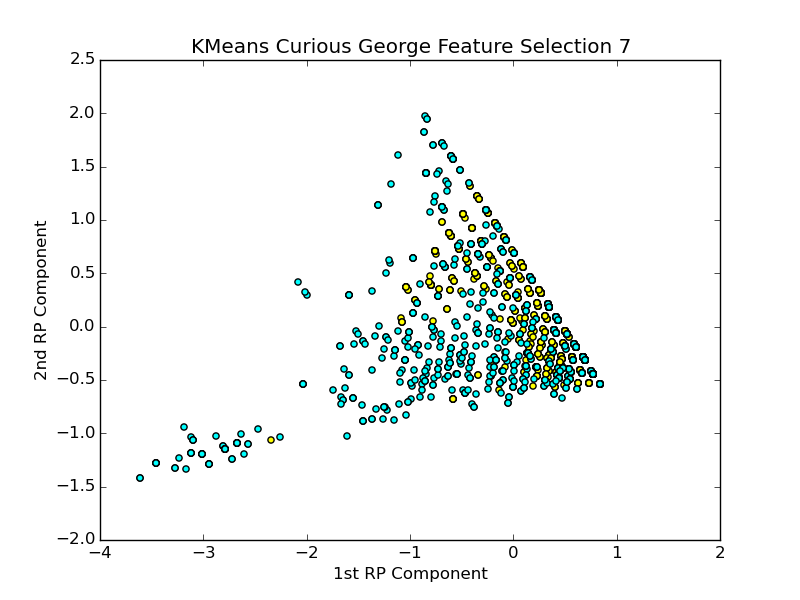 KMeans Curious George Feature Selection 7
2.5
2.0
1.5
1.0
0.5
0.0
−0.5
−1.0
−1.5
−2.0
2nd RP Component
−4 −3 −2 −1 0 1 2
1st RP Component